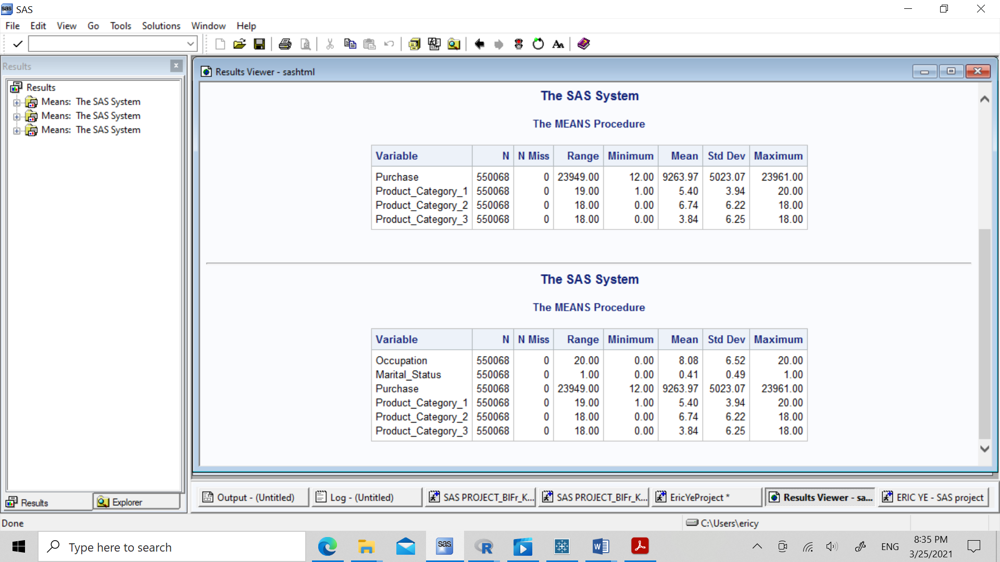 SAS
File Edit View Go Tools Solutions Window Help
Results
Results
Means: The SAS System
Means: The SAS System
Means: The SAS System
Results Viewer - sashtml
The SAS System
The MEANS Procedure
Variable N N Miss Range Minimum Mean Std Dev Maximum
Purchase 550068 0 23949.00 12.00 9263.97 5023.07 23961.00
Product_Category_1 550068 0 19.00 1.00 5.40 3.94 20.00
Product_Category_2 550068 0 18.00 0.00 6.74 6.22 18.00
Product_Category_3 550068 0 18.00 0.00 3.84 6.25 18.00
The SAS System
The MEANS Procedure
Variable N N Miss Range Minimum Mean Std Dev Maximum
Occupation 550068 0 20.00 0.00 8.08 6.52 20.00
Marital_Status 550068 0 1.00 0.00 0.41 0.49 1.00
Purchase 550068 0 23949.00 12.00 9263.97 5023.07 23961.00
Product_Category_1 550068 0 19.00 1.00 5.40 3.94 20.00
Product_Category_2 550068 0 18.00 0.00 6.74 6.22 18.00
Product_Category_3 550068 0 18.00 0.00 3.84 6.25 18.00
Results Explorer
Output - (Untitled) Log - (Untitled) SAS PROJECT_BIFr_K... SAS PROJECT_BIFr_K... EricYeProject * Results Viewer - sa... ERIC YE - SAS project
Done C:\Users\ericy
Type here to search
sas
ENG
8:35 PM
3/25/2021